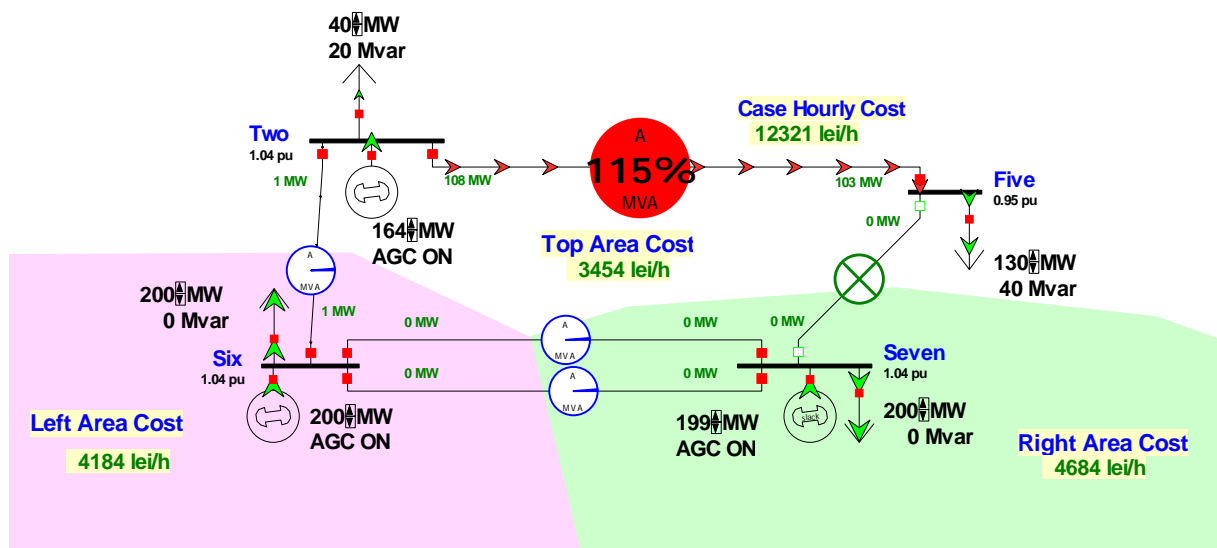 40 MW
20 Mvar
Case Hourly Cost
12321 lei/h
Two
1.04 pu
A
115%
MVA
1 MW
108 MW
103 MW
Five
0.95 pu
0 MW
164 MW
AGC ON
Top Area Cost
3454 lei/h
130 MW
40 Mvar
A
MVA
200 MW
0 Mvar
1 MW
0 MW
A
MVA
0 MW
0 MW
Six
1.04 pu
0 MW
A
MVA
0 MW
Seven
1.04 pu
200 MW
AGC ON
199 MW
AGC ON
slack
200 MW
0 Mvar
Left Area Cost
4184 lei/h
Right Area Cost
4684 lei/h